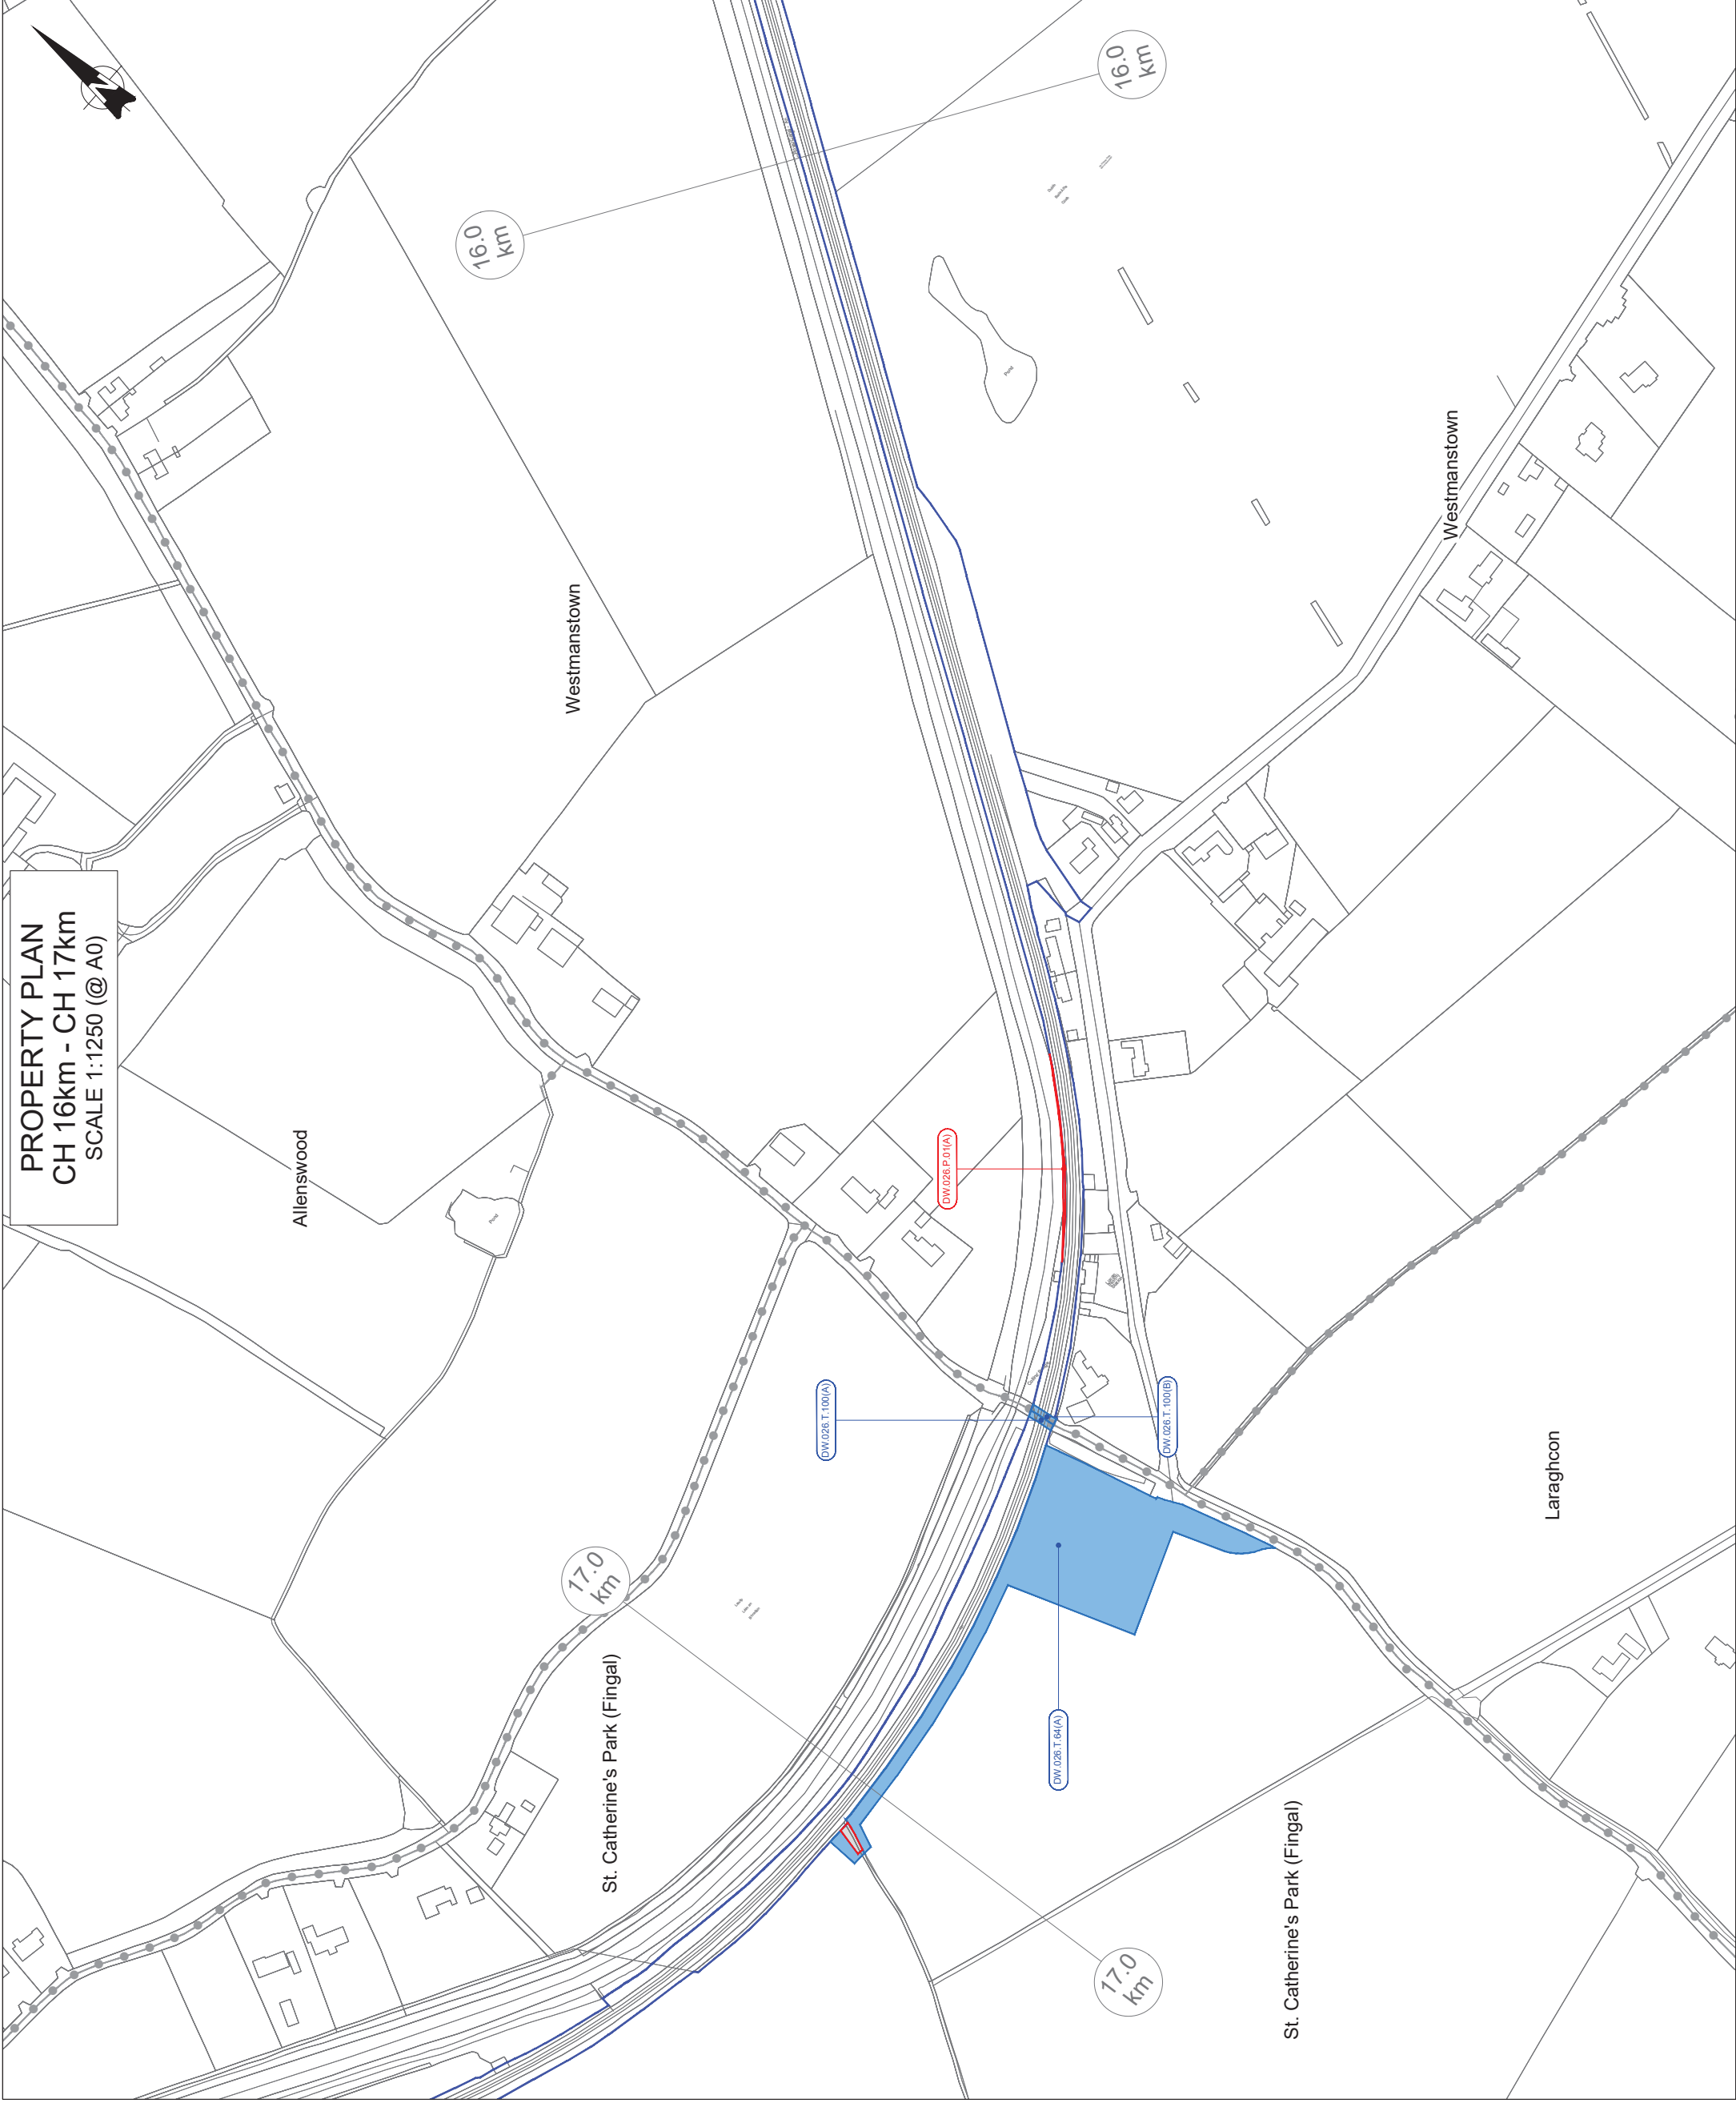 PROPERTY PLAN
CH 16km - CH 17km
SCALE 1:1250 (@ A0)
16.0
km
16.0
km
Westmanstown
Westmanstown
Pond
Allenswood
Pond
DW.026.P.01(A)
DW.026.T.100(A)
DW.026.T.100(B)
17.0
km
St. Catherine's Park (Fingal)
DW.026.T.64(A)
Laraghcon
17.0
km
St. Catherine's Park (Fingal)